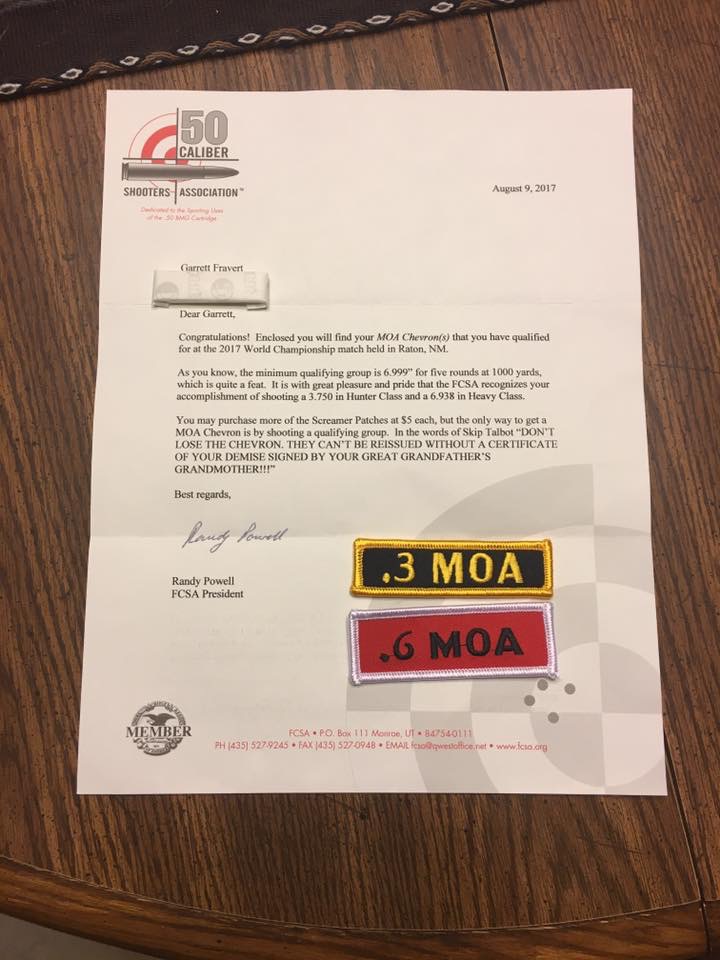 50
CALIBER
SHOOTERS ASSOCIATION™
Dedicated to the Sporting Uses
of the .50 BMG Cartridge
August 9, 2017
Garrett Fravert
Dear Garrett,
Congratulations! Enclosed you will find your MOA Chevron(s) that you have qualified
for at the 2017 World Championship match held in Raton, NM.
As you know, the minimum qualifying group is 6.999” for five rounds at 1000 yards,
which is quite a feat. It is with great pleasure and pride that the FCSA recognizes your
accomplishment of shooting a 3.750 in Hunter Class and a 6.938 in Heavy Class.
You may purchase more of the Screamer Patches at $5 each, but the only way to get a
MOA Chevron is by shooting a qualifying group. In the words of Skip Talbot “DON’T
LOSE THE CHEVRON. THEY CAN’T BE REISSUED WITHOUT A CERTIFICATE
OF YOUR DEMISE SIGNED BY YOUR GREAT GRANDFATHER’S
GRANDMOTHER!!!”
Best regards,
Randy Powell
Randy Powell
FCSA President
.3 MOA
.6 MOA
MEMBER
FCSA • P.O. Box 111 Monroe, UT • 84754-0111
PH (435) 527-9245 • FAX (435) 527-0948 • EMAIL fcsa@qwestoffice.net • www.fcsa.org